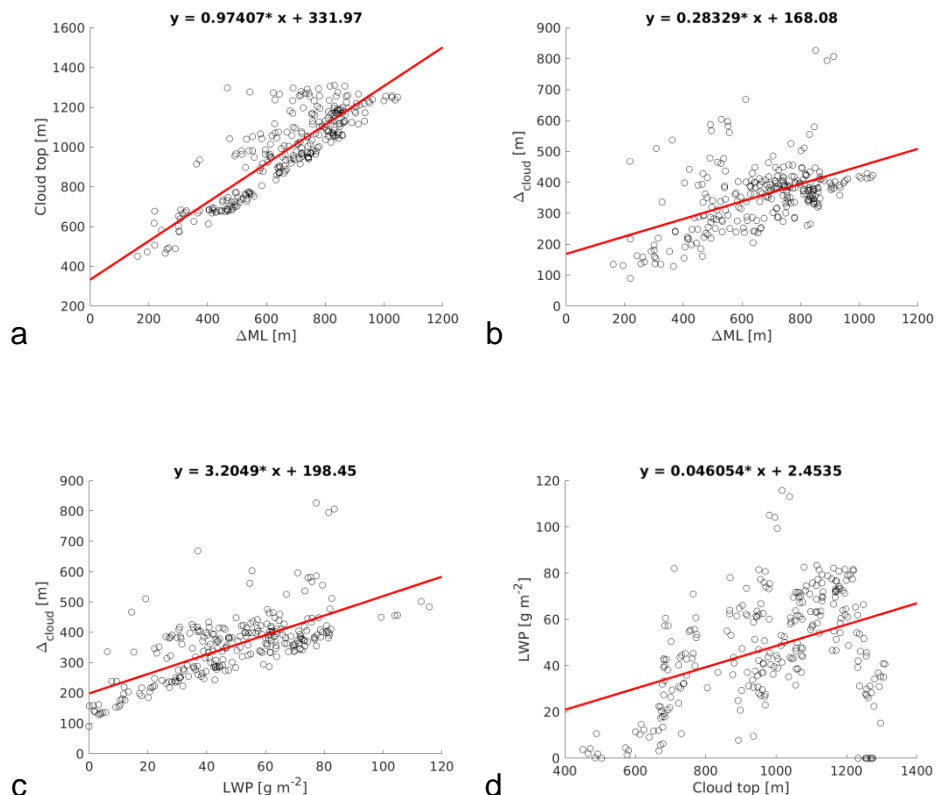 y = 0.97407* x + 331.97
1600
1400
1200
1000
800
600
400
200
Cloud top [m]
0 200 400 600 800 1000 1200
ΔML [m]
a
y = 0.28329* x + 168.08
900
800
700
600
500
400
300
200
100
0
Δcloud [m]
0 200 400 600 800 1000 1200
ΔML [m]
b
y = 3.2049* x + 198.45
900
800
700
600
500
400
300
200
100
0
Δcloud [m]
0 20 40 60 80 100 120
LWP [g m-2]
c
y = 0.046054* x + 2.4535
120
100
80
60
40
20
0
LWP [g m-2]
400 600 800 1000 1200 1400
Cloud top [m]
d